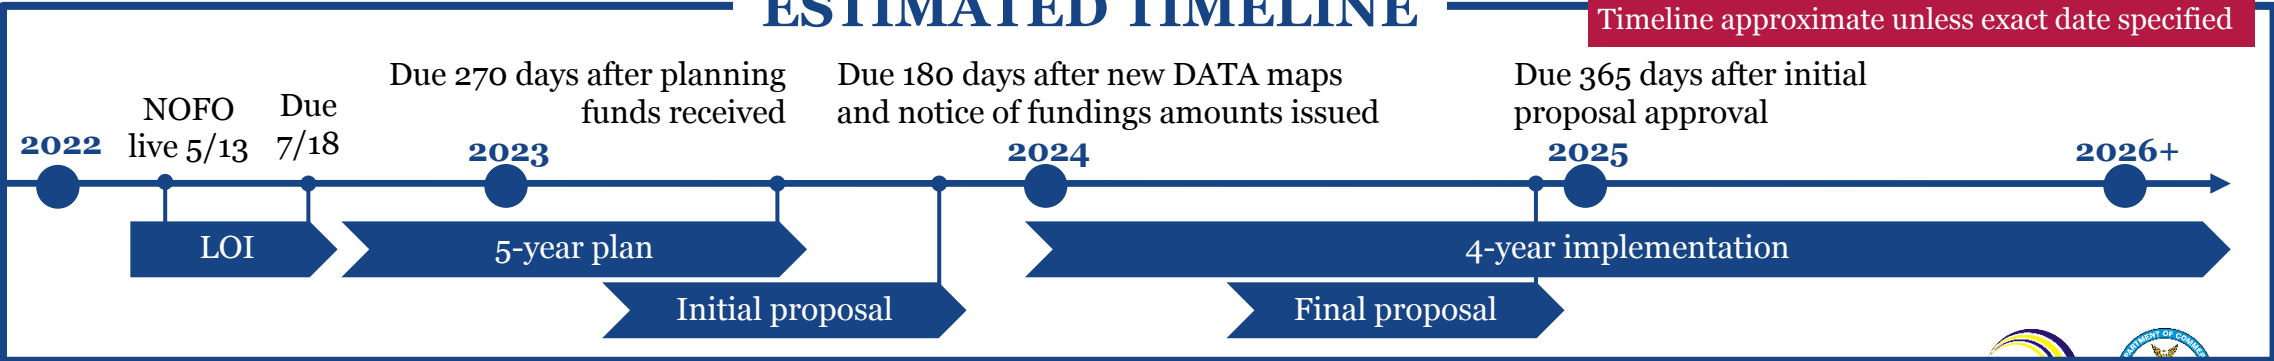 ESTIMATED TIMELINE
Timeline approximate unless exact date specified
Due 270 days after planning
funds received
Due 180 days after new DATA maps
and notice of fundings amounts issued
Due 365 days after initial
proposal approval
NOFO
live 5/13
Due
7/18
2022
2023
2024
2025
2026+
LOI
5-year plan
4-year implementation
Initial proposal
Final proposal